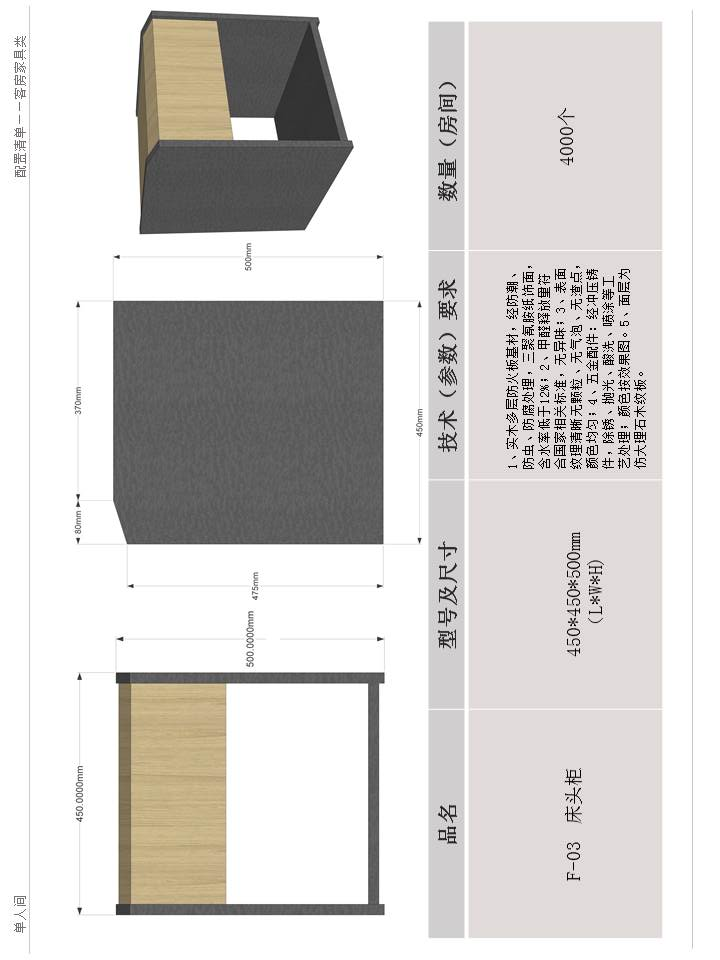 单人间
配置清单--客房家具类
450.0000mm
500.0000mm
80mm
370mm
475mm
450mm
500mm
品名
型号及尺寸
技术（参数）要求
数量（房间）
F-03 床头柜
450*450*500mm
(L*W*H)
1、实木多层防火板基材，经防潮、
防虫、防腐处理，三聚氰胺纸饰面，
含水率低于12%；2、甲醛释放量符
合国家相关标准，无异味；3、表面
纹理清晰无颗粒、无气泡、无渣点，
颜色均匀；4、五金配件：经冲压铸
件，除锈、抛光、酸洗、喷涂等工
艺处理；颜色按效果图。5、面层为
仿大理石木纹板。
4000个